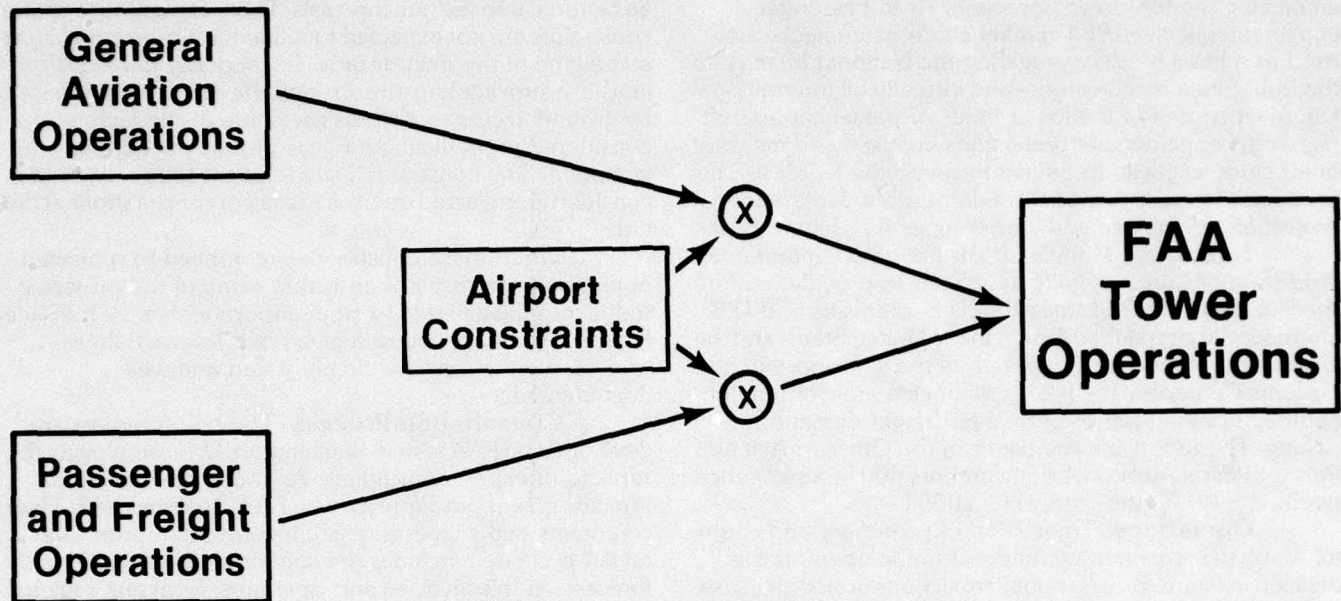 General
Aviation
Operations
X
Airport
Constraints
FAA
Tower
Operations
X
Passenger
and Freight
Operations